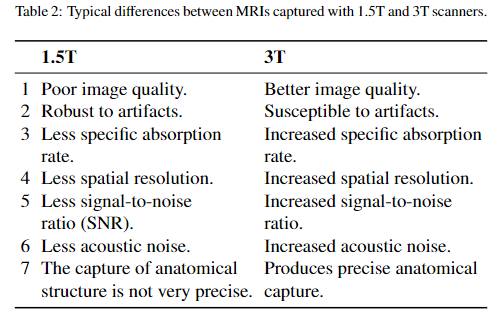 Table 2: Typical differences between MRIs captured with 1.5T and 3T scanners.
1.5T 3T
1 Poor image quality. Better image quality.
2 Robust to artifacts. Susceptible to artifacts.
3 Less specific absorption Increased specific absorption
rate. rate.
4 Less spatial resolution. Increased spatial resolution.
5 Less signal-to-noise Increased signal-to-noise
ratio (SNR). ratio.
6 Less acoustic noise. Increased acoustic noise.
7 The capture of anatomical Produces precise anatomical
structure is not very precise. capture.